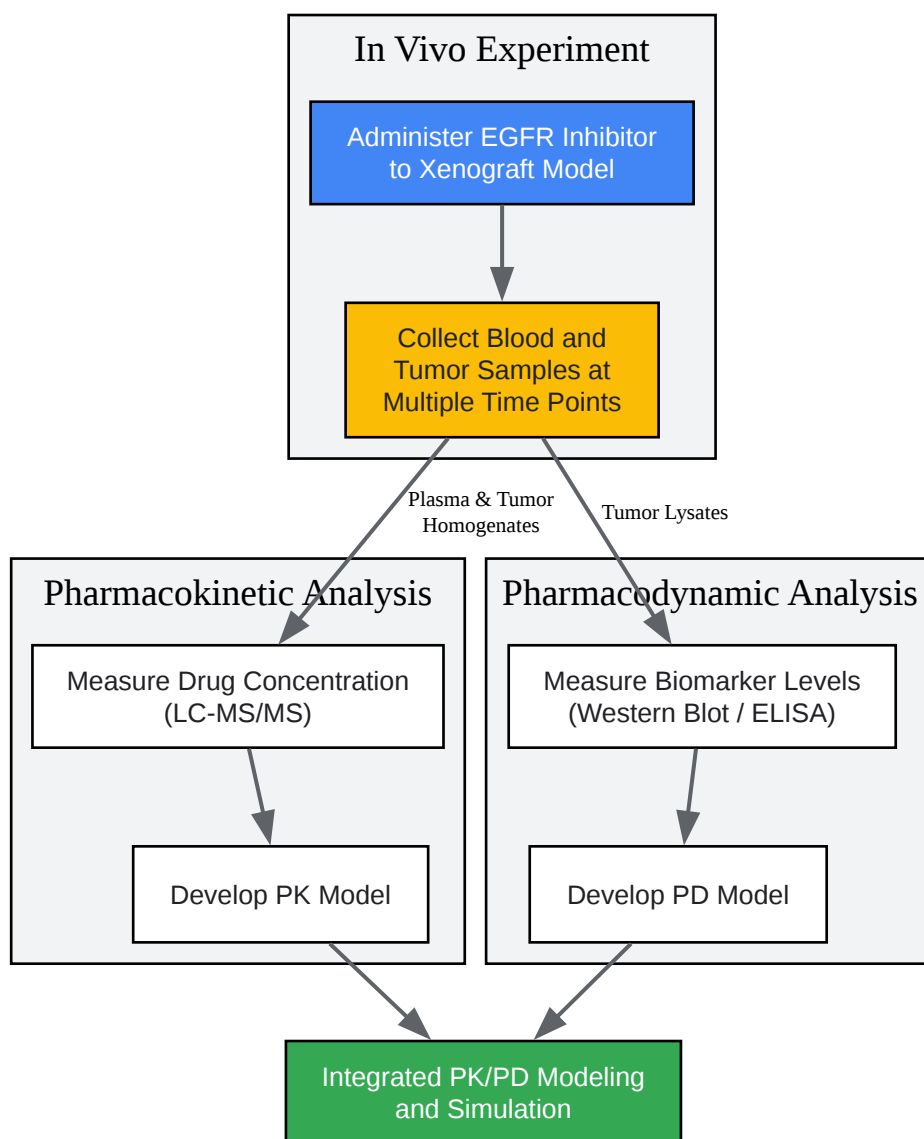 In Vivo Experiment
Administer EGFR Inhibitor
to Xenograft Model
Collect Blood and
Tumor Samples at
Multiple Time Points
Plasma & Tumor
Homogenates
Tumor Lysates
Pharmacokinetic Analysis
Measure Drug Concentration
(LC-MS/MS)
Develop PK Model
Pharmacodynamic Analysis
Measure Biomarker Levels
(Western Blot / ELISA)
Develop PD Model
Integrated PK/PD Modeling
and Simulation